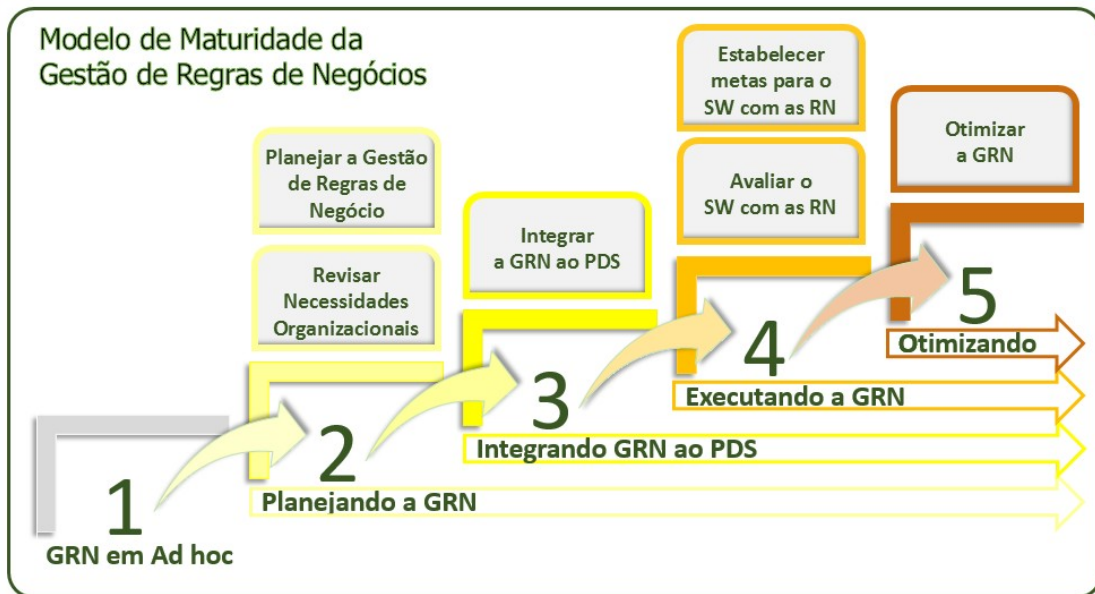 Modelo de Maturidade da
Gestão de Regras de Negócios
Planejar a Gestão
de Regras de
Negócio
Revisar
Necessidades
Organizacionais
Integrar
a GRN ao PDS
Estabelecer
metas para o
SW com as RN
Avaliar o
SW com as RN
Otimizar
a GRN
1
GRN em Ad hoc
2
Planejando a GRN
3
Integrando GRN ao PDS
4
Executando a GRN
5
Otimizando